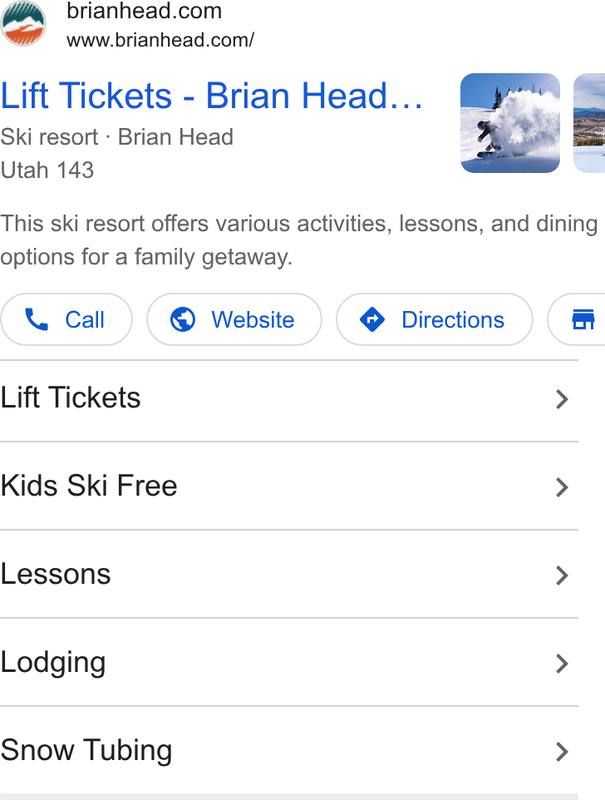 brianhead.com
www.brianhead.com/
Lift Tickets - Brian Head...
Ski resort · Brian Head
Utah 143
This ski resort offers various activities, lessons, and dining
options for a family getaway.
Call
Website
Directions
Lift Tickets
Kids Ski Free
Lessons
Lodging
Snow Tubing